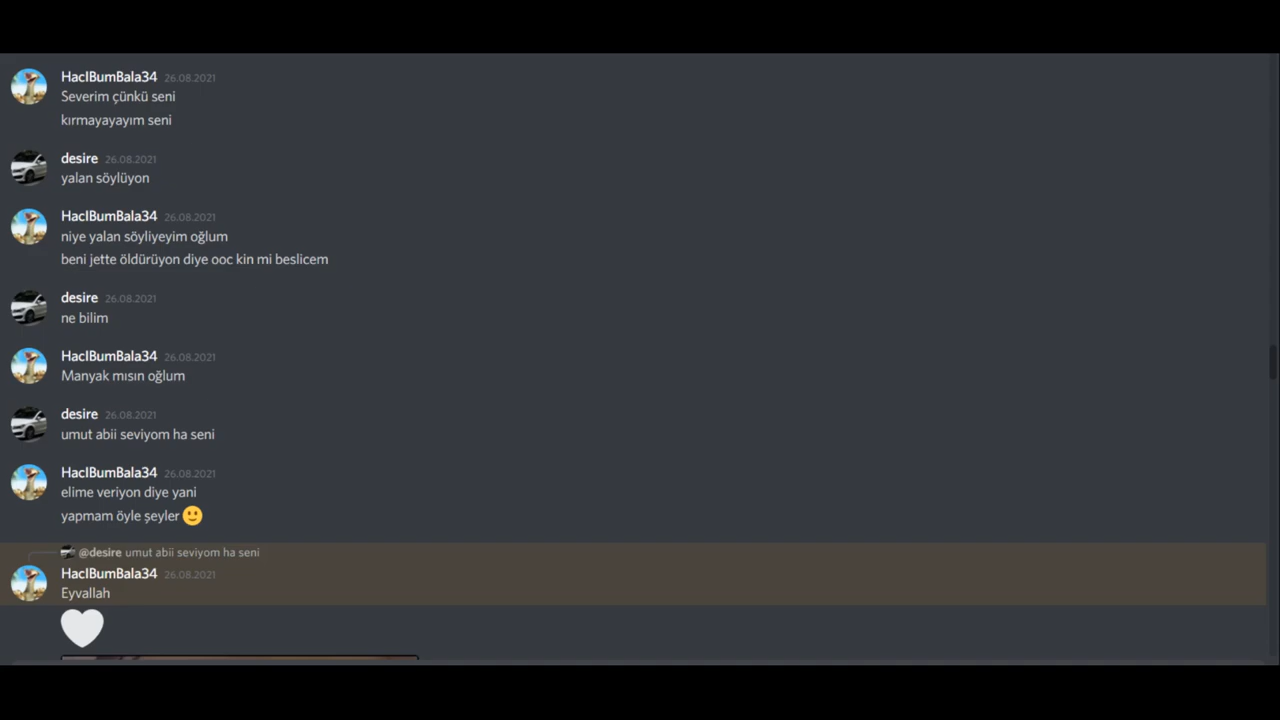 HacIBumBala34 26.08.2021
Severim çünkü seni
kırmayayayım seni
desire 26.08.2021
yalan söylüyon
HacIBumBala34 26.08.2021
niye yalan söyliyeyim oğlum
beni jette öldürüyon diye ooc kin mi beslicem
desire 26.08.2021
ne bilim
HacIBumBala34 26.08.2021
Manyak mısın oğlum
desire 26.08.2021
umut abii seviyom ha seni
HacIBumBala34 26.08.2021
elime veriyon diye yani
yapmam öyle şeyler
@desire umut abii seviyom ha seni
HacIBumBala34 26.08.2021
Eyvallah